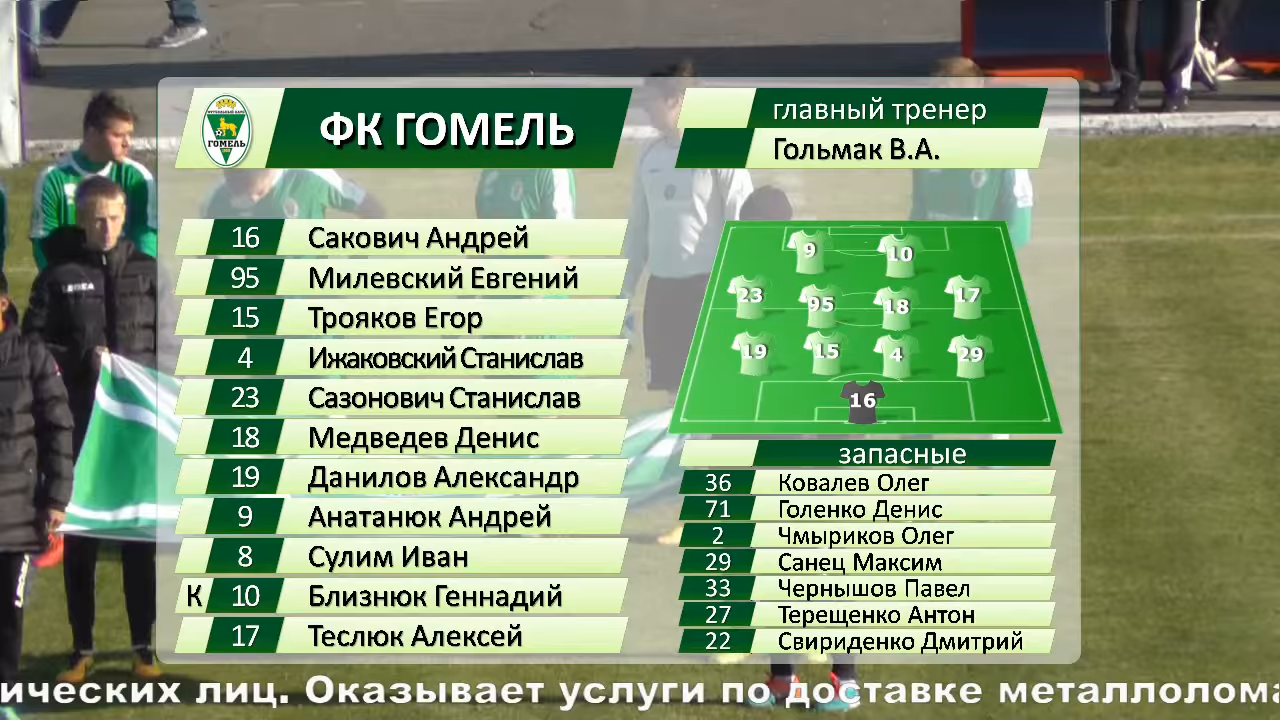 ФК ГОМЕЛЬ
ГОМЕЛЬ
главный тренер
Гольмак В.А.
16 Сакович Андрей
95 Милевский Евгений
15 Трояков Егор
4 Ижаковский Станислав
23 Сазонович Станислав
18 Медведев Денис
19 Данилов Александр
9 Анатанюк Андрей
8 Сулим Иван
К 10 Близнюк Геннадий
17 Теслюк Алексей
9 10
23 95 18 17
19 15 4 29
16
запасные
36 Ковалев Олег
71 Голенко Денис
2 Чмыриков Олег
29 Санец Максим
33 Чернышов Павел
27 Терещенко Антон
22 Свириденко Дмитрий
ических лиц. Оказывает услуги по доставке металлолома